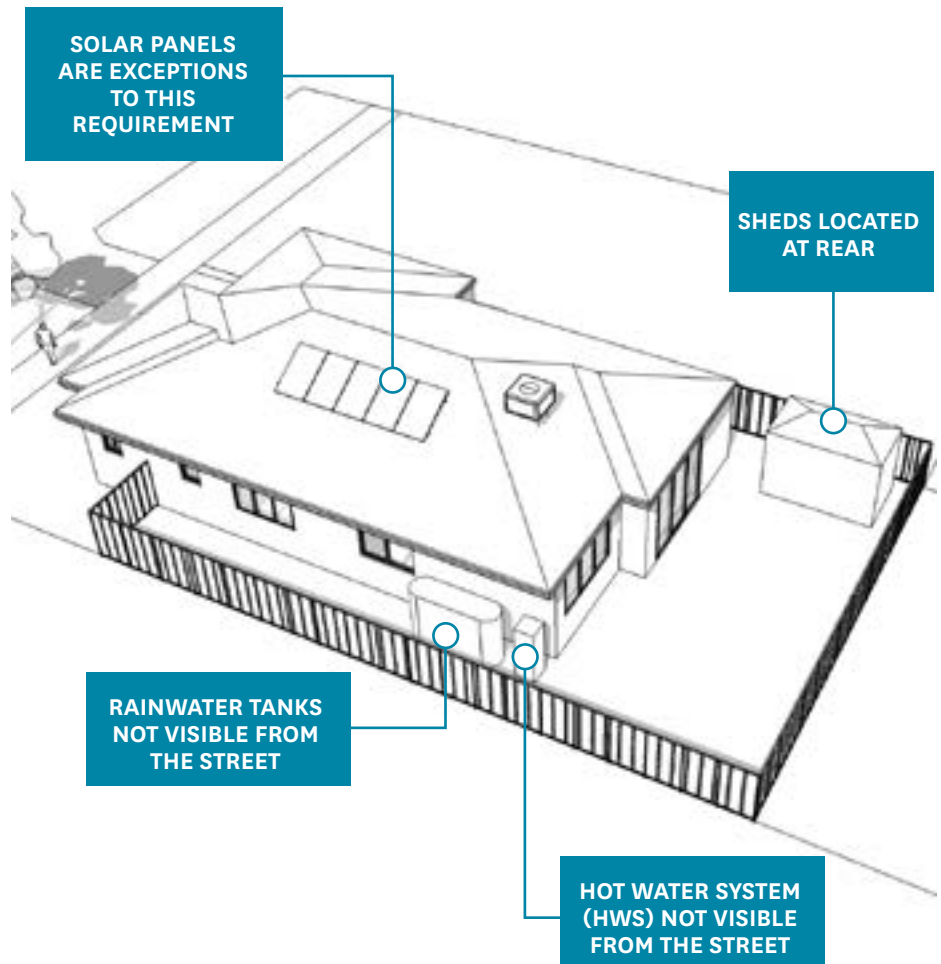 SOLAR PANELS
ARE EXCEPTIONS
TO THIS
REQUIREMENT
SHEDS LOCATED
AT REAR
RAINWATER TANKS
NOT VISIBLE FROM
THE STREET
HOT WATER SYSTEM
(HWS) NOT VISIBLE
FROM THE STREET